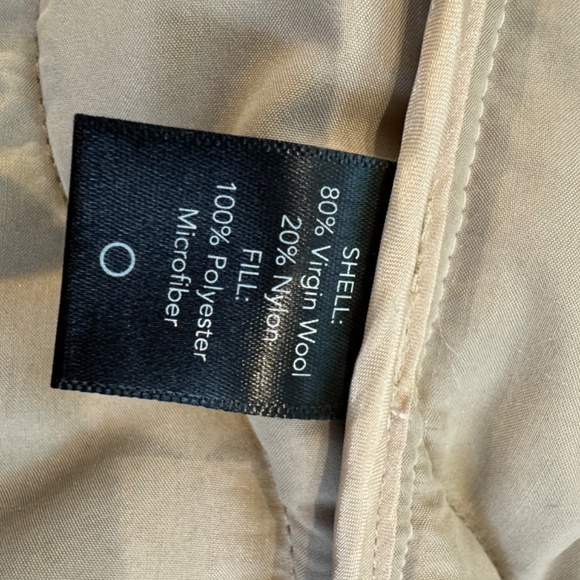 SHELL:
80% Virgin Wool
20% Nylon
FILL:
100% Polyester
Microfiber